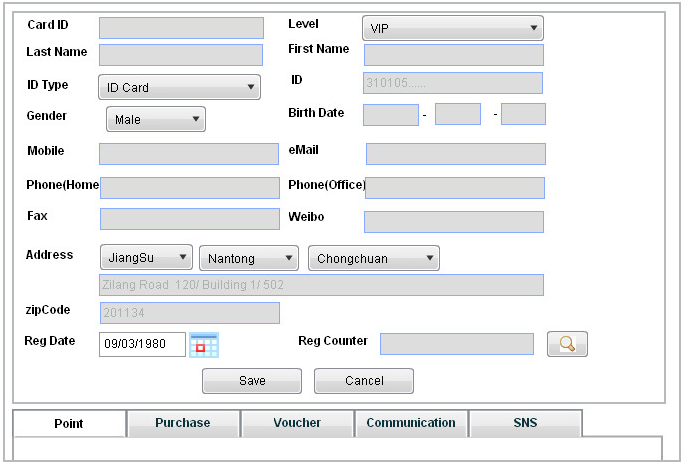 Card ID Level VIP
Last Name First Name
ID Type ID Card ID 310105......
Gender Male Birth Date - -
Mobile eMail
Phone(Home Phone(Office)
Fax Weibo
Address JiangSu Nantong Chongchuan
Zilang Road 120/ Building 1/ 502
zipCode 201134
Reg Date 09/03/1980 Reg Counter
Save Cancel
Point Purchase Voucher Communication SNS